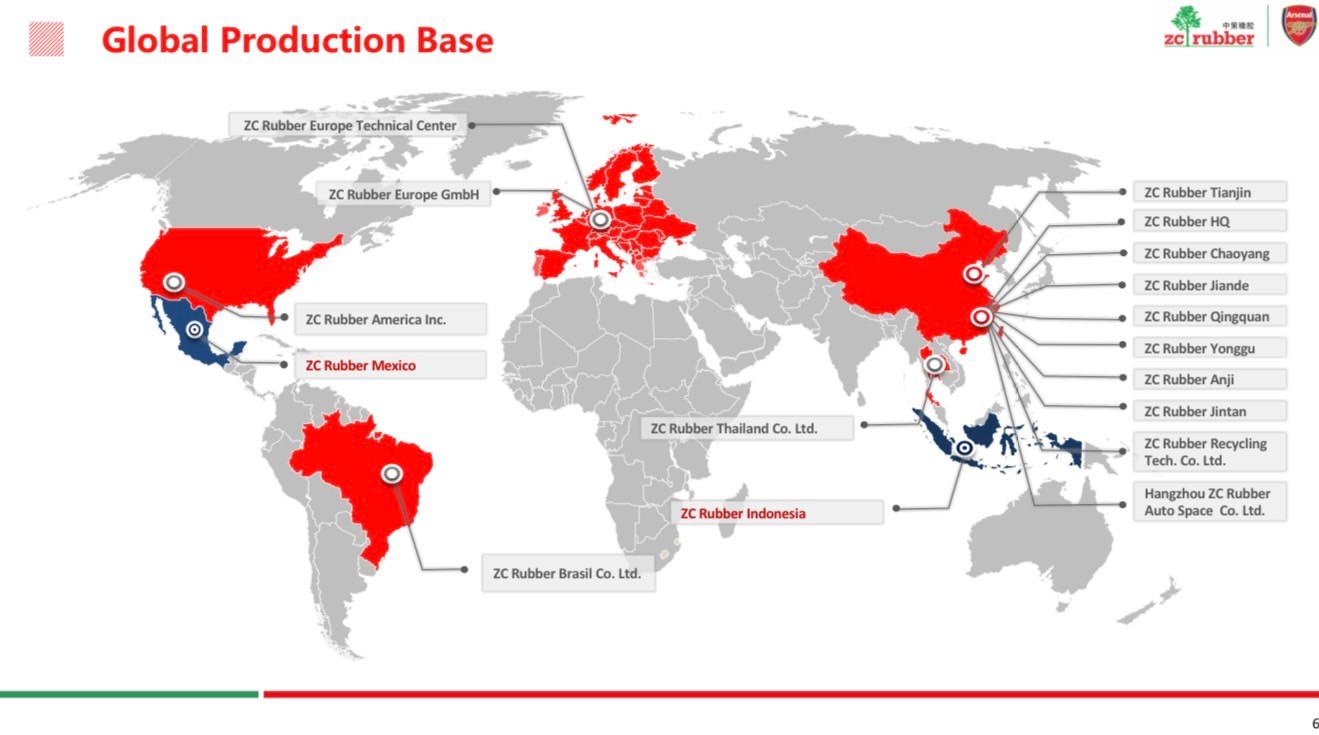 Global Production Base
中策橡胶
zc rubber
Arsenal
ZC Rubber Europe Technical Center
ZC Rubber Europe GmbH
ZC Rubber America Inc.
ZC Rubber Mexico
ZC Rubber Brasil Co. Ltd.
ZC Rubber Thailand Co. Ltd.
ZC Rubber Indonesia
ZC Rubber Tianjin
ZC Rubber HQ
ZC Rubber Chaoyang
ZC Rubber Jiande
ZC Rubber Qingquan
ZC Rubber Yonggu
ZC Rubber Anji
ZC Rubber Jintan
ZC Rubber Recycling
Tech. Co. Ltd.
Hangzhou ZC Rubber
Auto Space Co. Ltd.
6